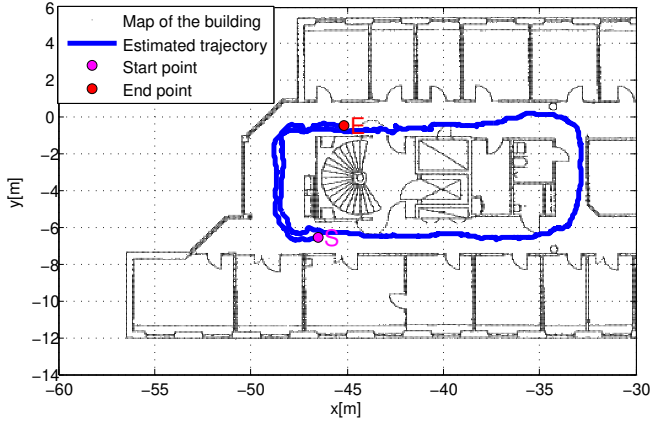 6
4
2
0
−2
−4
−6
−8
−10
−12
−14
y[m]
Map of the building
Estimated trajectory
Start point
End point
E
S
−60 −55 −50 −45 −40 −35 −30
x[m]